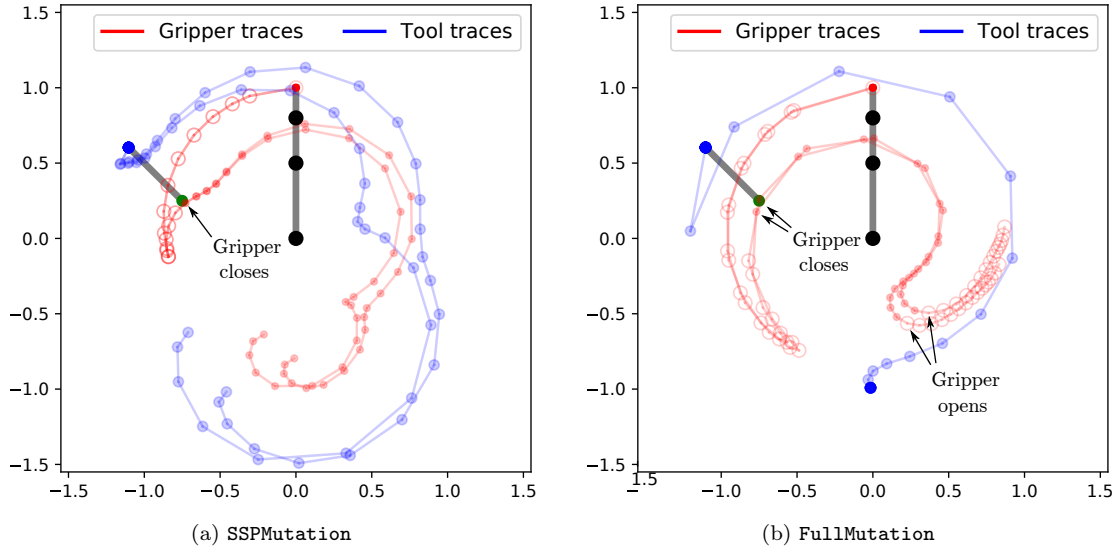 Gripper traces Tool traces
1.5
1.0
0.5
0.0
−0.5
−1.0
−1.5
−1.5 −1.0 −0.5 0.0 0.5 1.0 1.5
Gripper
closes
(a) SSPMutation
Gripper traces Tool traces
1.5
1.0
0.5
0.0
−0.5
−1.0
−1.5
−1.5 −1.0 −0.5 0.0 0.5 1.0 1.5
Gripper
closes
Gripper
opens
(b) FullMutation